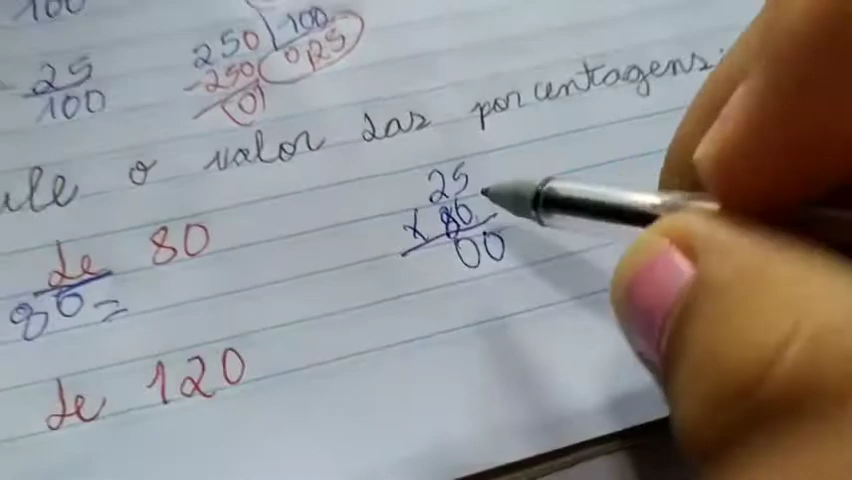 100
25 250 100
100 -250 0,25
(0)
ule o valor das porcentagens:
de 80 25
80 = x 80
00
de 120